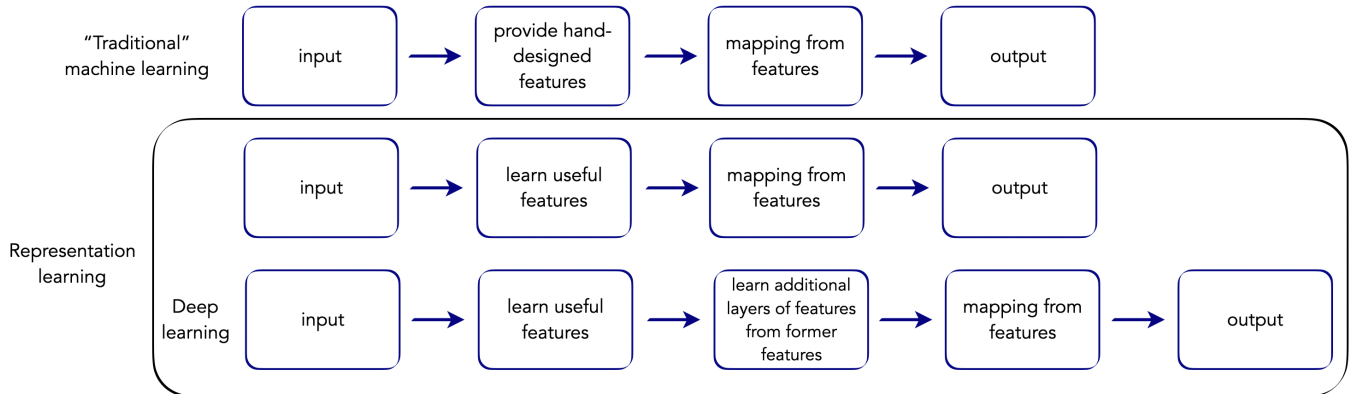 “Traditual”
machine learning
input
provide hand-
designed
features
mapping from
features
output
Representation
learning
input
learn useful
features
mapping from
features
output
Deep
learning
input
learn useful
features
learn additional
layers of features
from former
features
mapping from
features
output